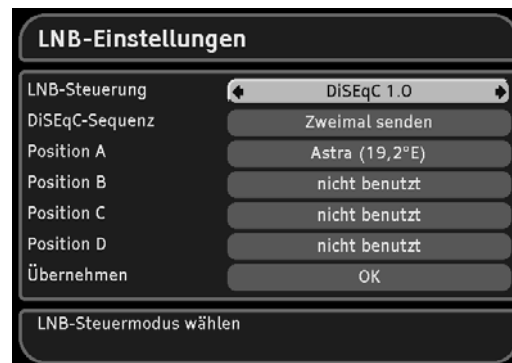 LNB-Einstellungen
LNB-Steuerung DiSEqC 1.0
DiSEqC-Sequenz Zweimal senden
Position A Astra (19,2°E)
Position B nicht benutzt
Position C nicht benutzt
Position D nicht benutzt
Übernehmen OK
LNB-Steuermodus wählen